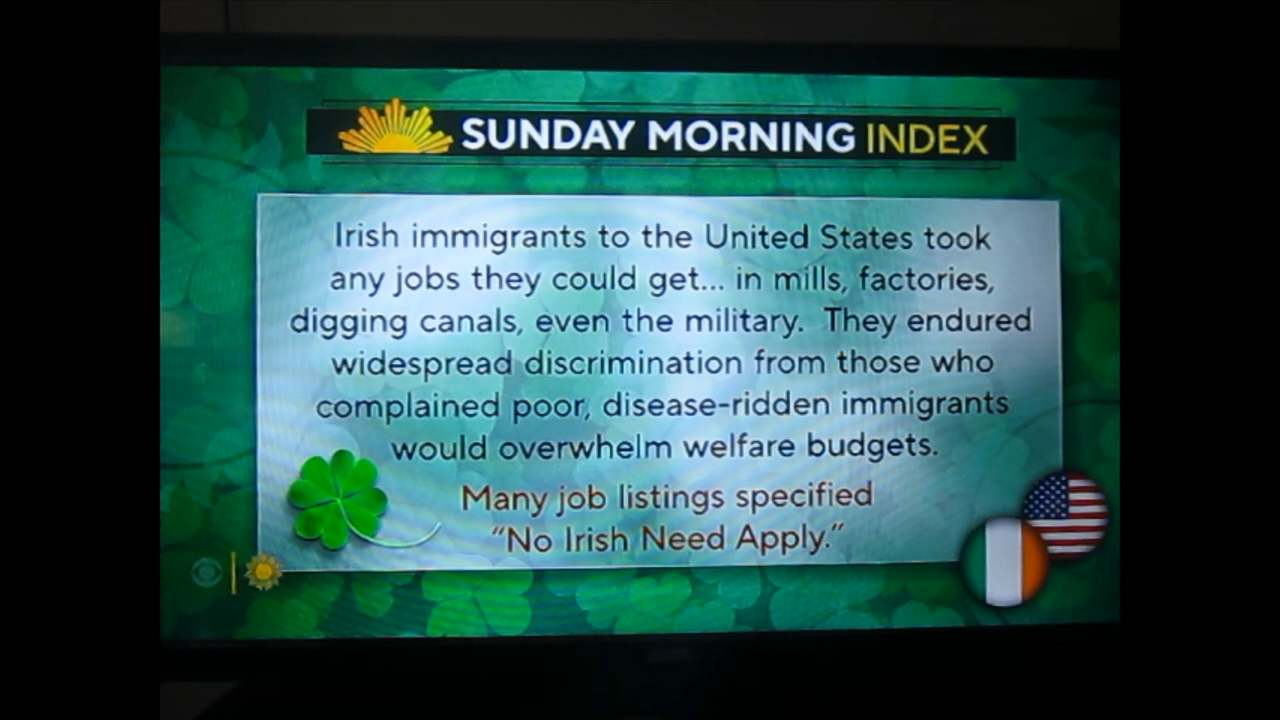 SUNDAY MORNING INDEX
Irish immigrants to the United States took
any jobs they could get... in mills, factories,
digging canals, even the military.  They endured
widespread discrimination from those who
complained poor, disease-ridden immigrants
would overwhelm welfare budgets.
Many job listings specified
“No Irish Need Apply.”